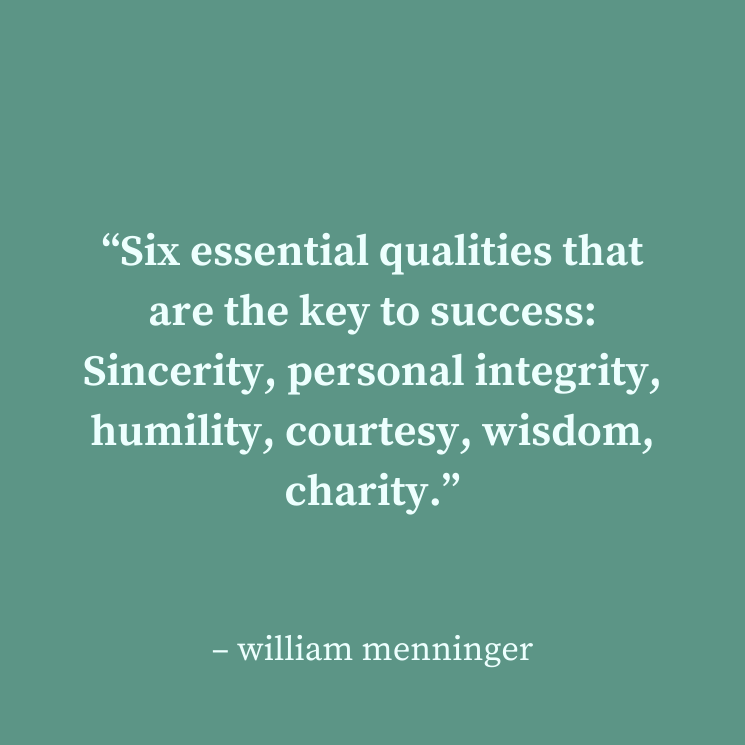 “Six essential qualities that
are the key to success:
Sincerity, personal integrity,
humility, courtesy, wisdom,
charity.”
– william menninger